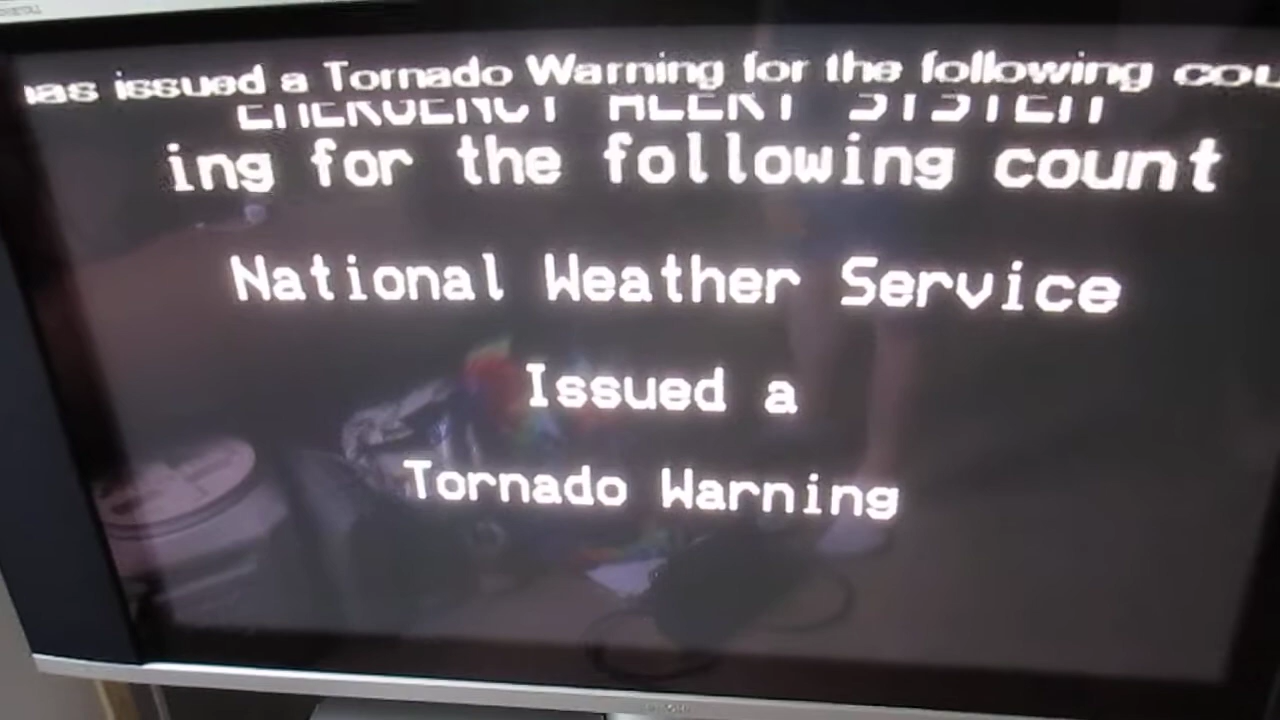 has issued a Tornado Warning for the following cou
EMERGENCY ALERT SYSTEM
ing for the following count
National Weather Service
Issued a
Tornado Warning